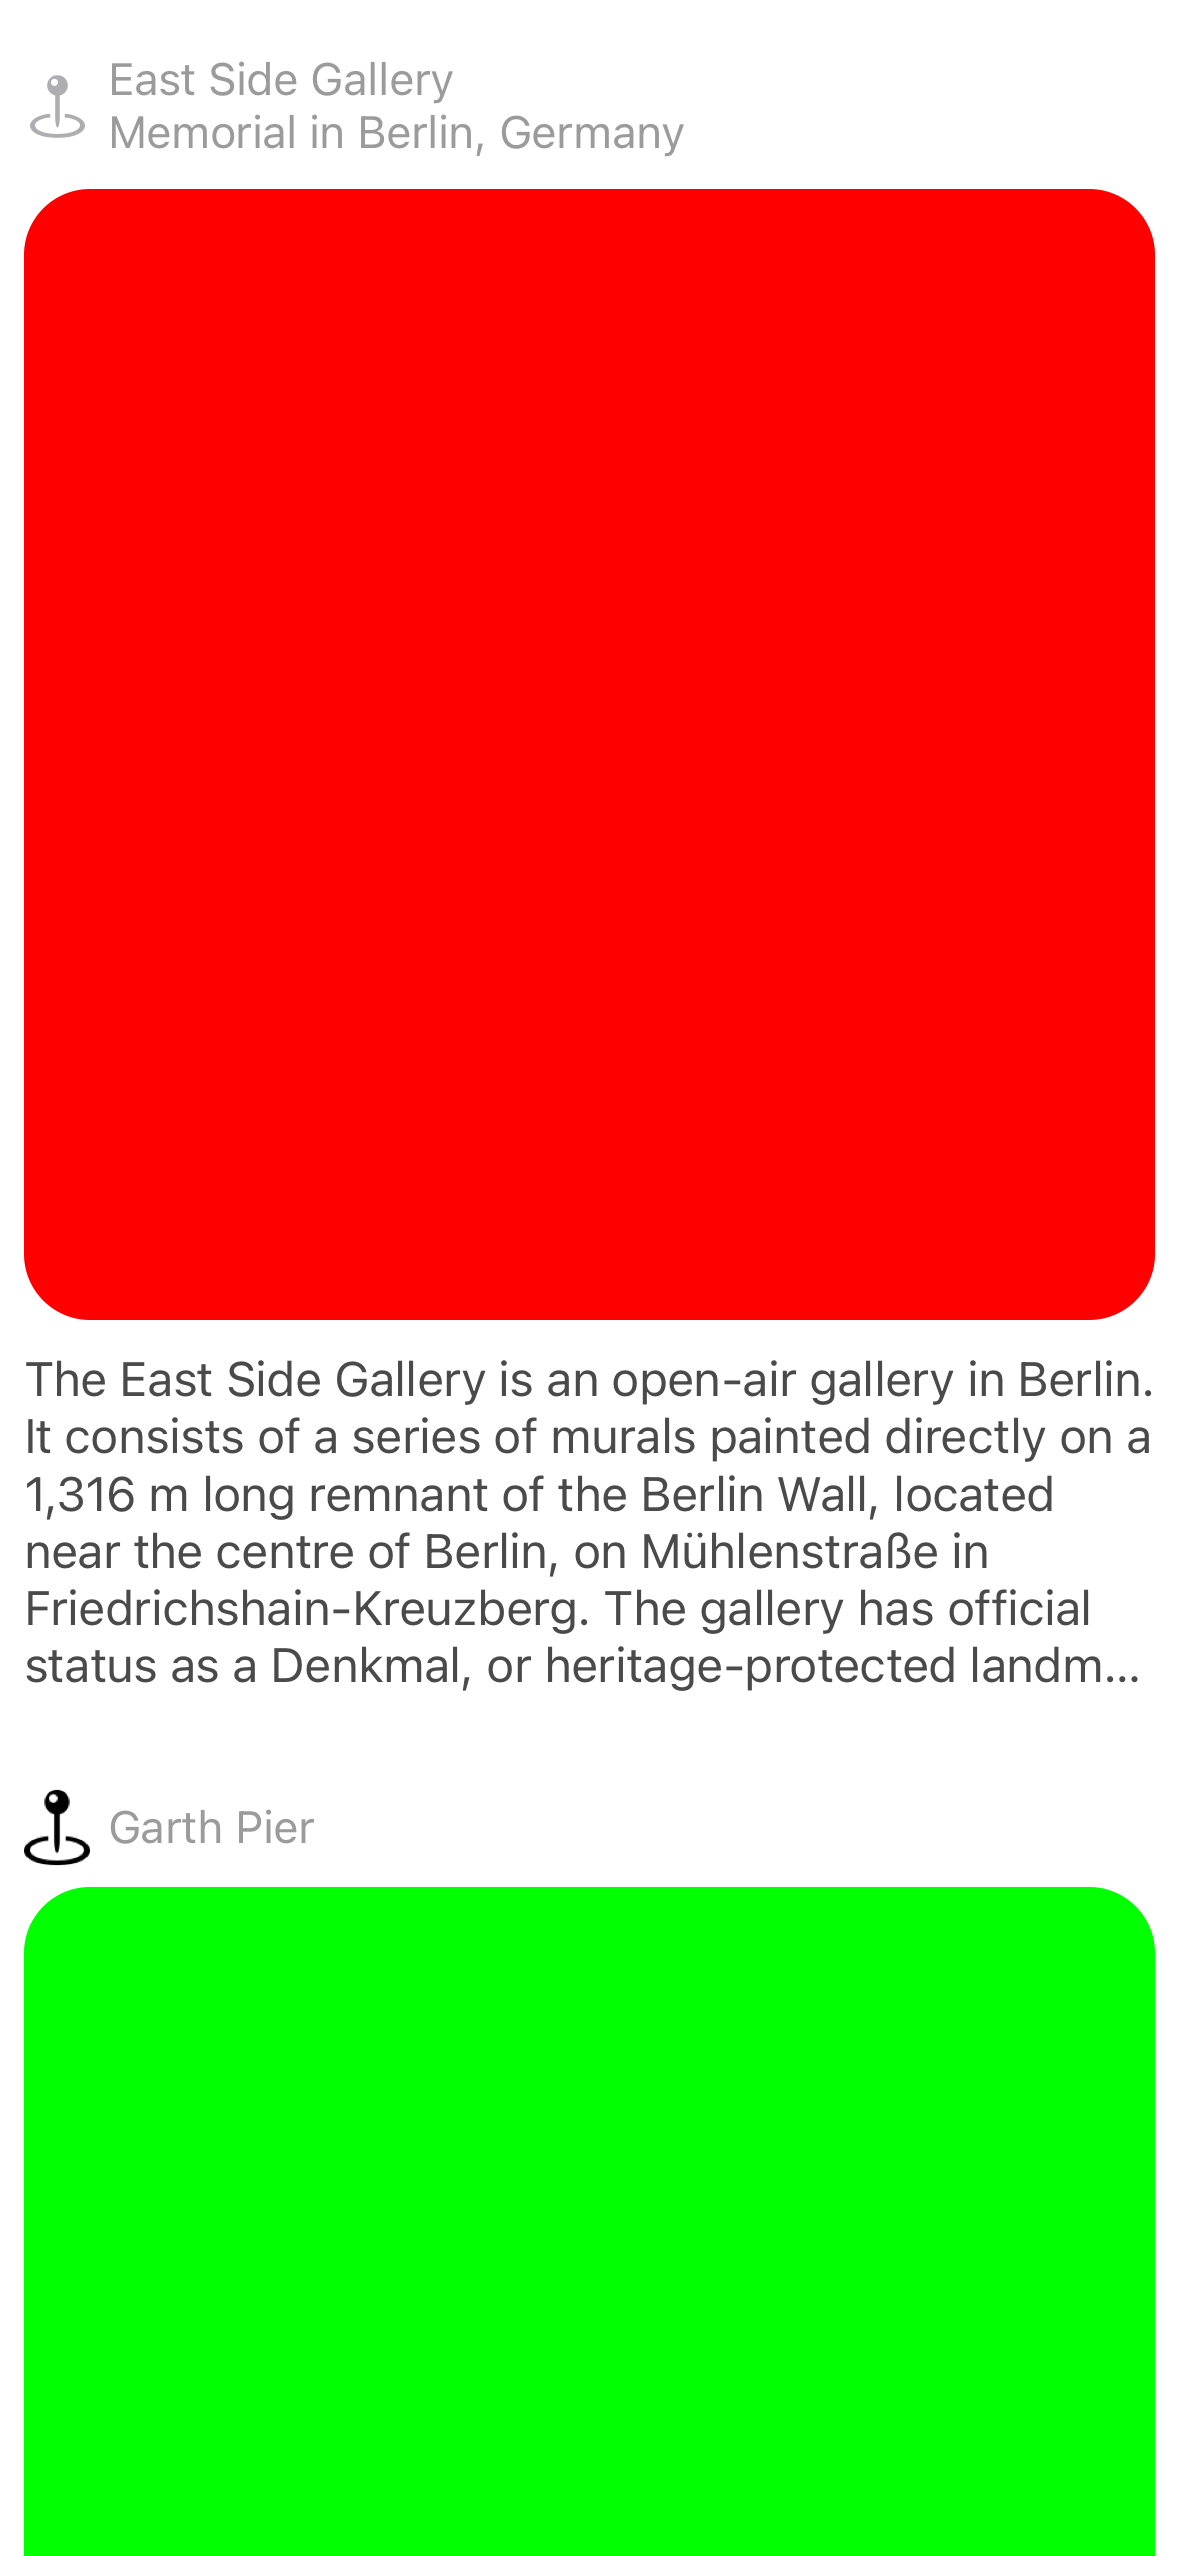 East Side Gallery
Memorial in Berlin, Germany
The East Side Gallery is an open-air gallery in Berlin.
It consists of a series of murals painted directly on a
1,316 m long remnant of the Berlin Wall, located
near the centre of Berlin, on Mühlenstraße in
Friedrichshain-Kreuzberg. The gallery has official
status as a Denkmal, or heritage-protected landm...
Garth Pier